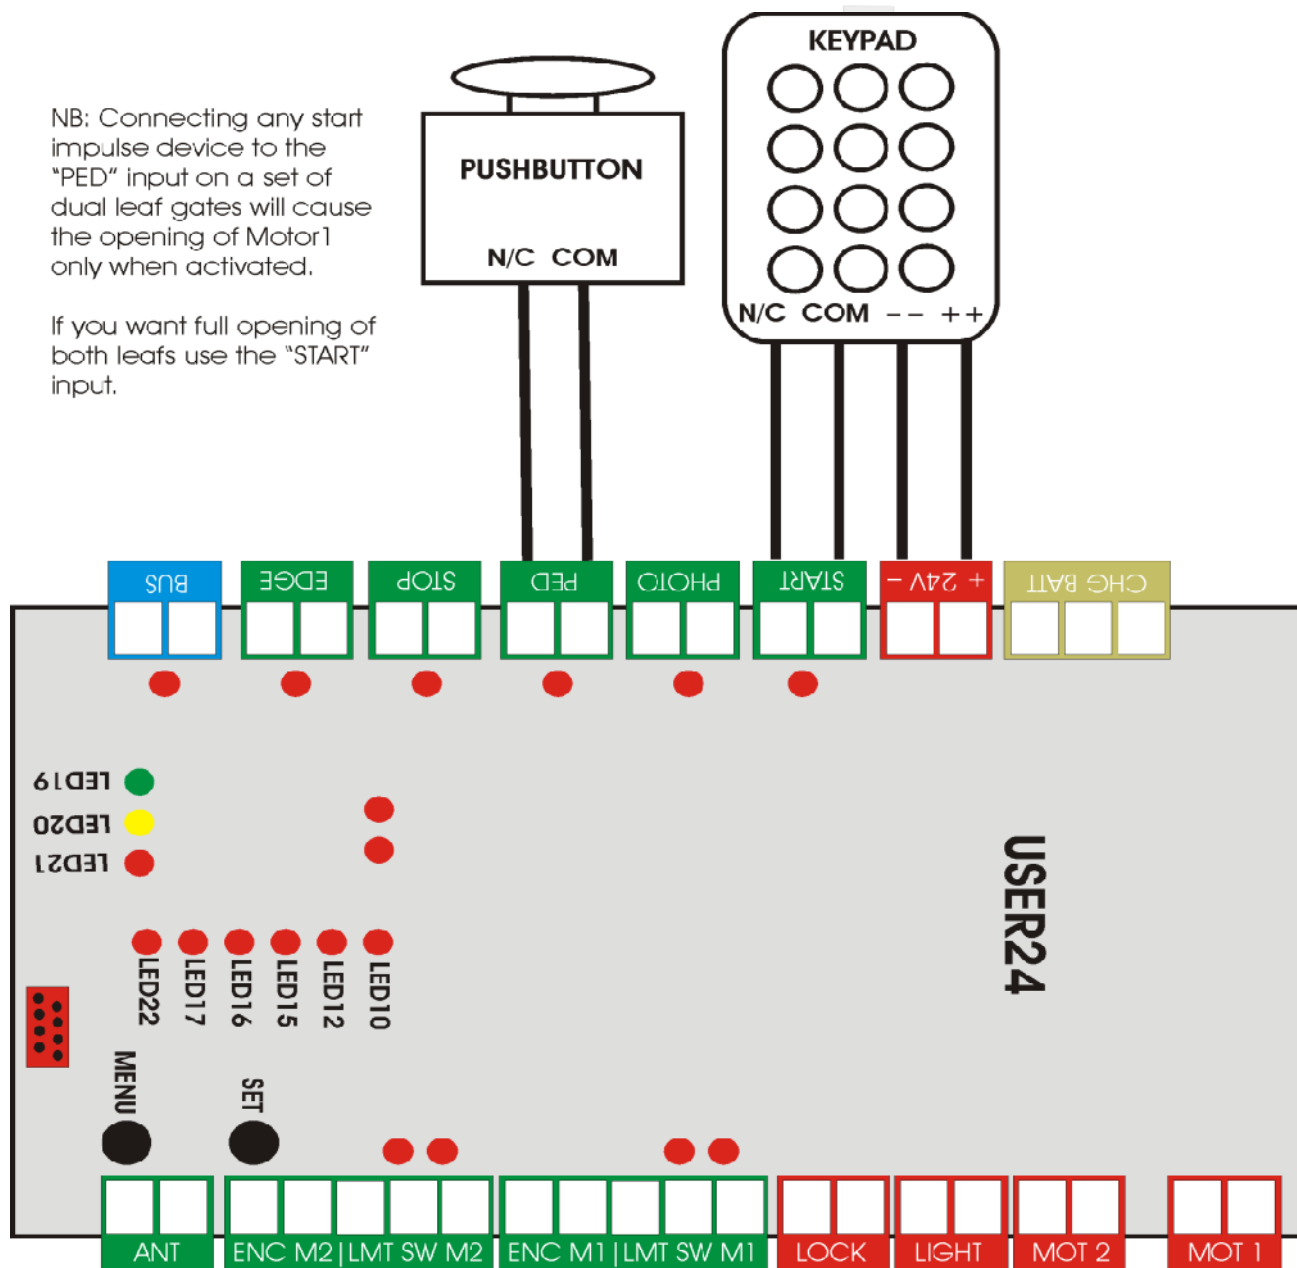 KEYPAD
NB: Connecting any start
impulse device to the
"PED" input on a set of
dual leaf gates will cause
the opening of Motor1
only when activated.
If you want full opening of
both leafs use the "START"
input.
PUSHBUTTON
N/C COM
N/C COM -- ++
BUS
EDGE
STOP
PED
PHOTO
START
+ 24V -
CHG BATT
LED19
LED20
LED21
USER24
LED22
LED17
LED16
LED15
LED12
LED10
MENU
SET
ANT
ENC M2|LMT SW M2
ENC M1|LMT SW M1
LOCK
LIGHT
MOT 2
MOT 1